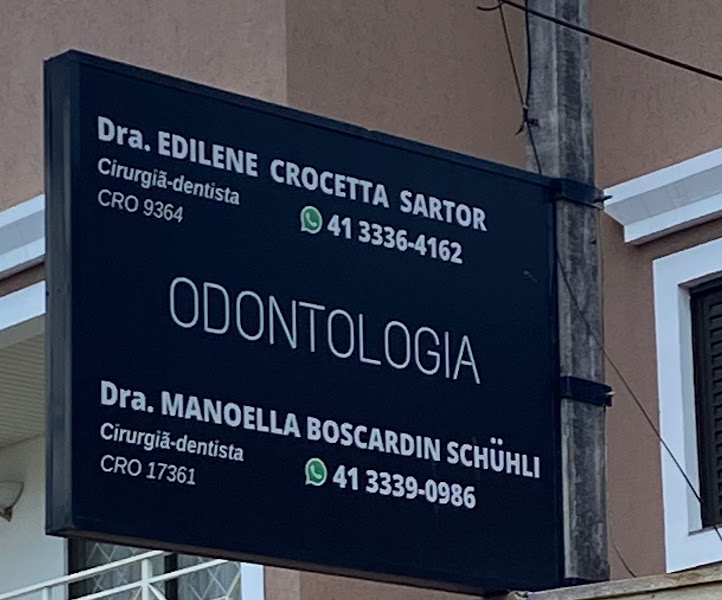 Dra. EDILENE CROCETTA SARTOR
Cirurgiã-dentista
CRO 9364
41 3336-4162
ODONTOLOGIA
Dra. MANOELLA BOSCARDIN SCHÜHLI
Cirurgiã-dentista
CRO 17361
41 3339-0986